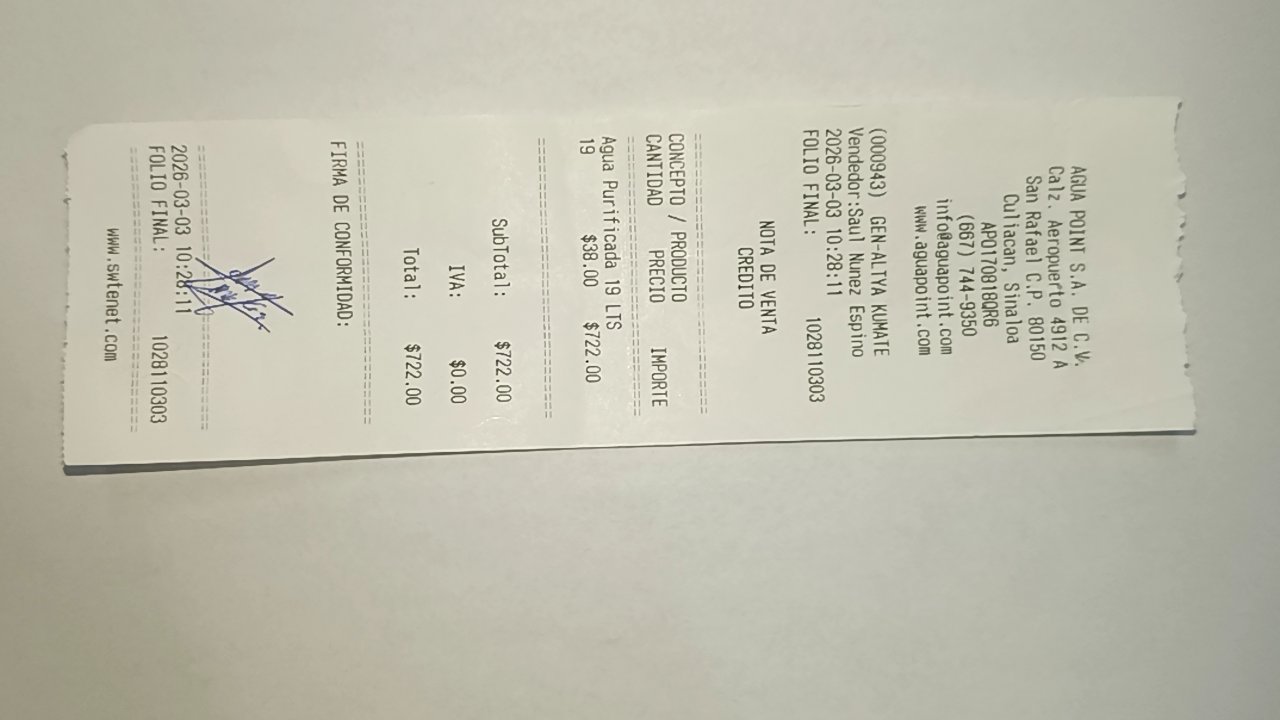 AGUA POINT S.A. DE C.V.
Calz. Aeropuerto 4912 A
San Rafael C.P. 80150
Culiacan, Sinaloa
APO170818QR6
(667) 744-9350
info@aguapoint.com
www.aguapoint.com
(000943) GEN-ALTYA KUMATE
Vendedor:Saul Nunez Espino
2026-03-03 10:28:11
FOLIO FINAL: 1028110303
NOTA DE VENTA
CREDITO
CONCEPTO / PRODUCTO
CANTIDAD PRECIO IMPORTE
Agua Purificada 19 LTS
19 $38.00 $722.00
SubTotal: $722.00
IVA: $0.00
Total: $722.00
FIRMA DE CONFORMIDAD:
2026-03-03 10:28:11
FOLIO FINAL: 1028110303
www.swtenet.com